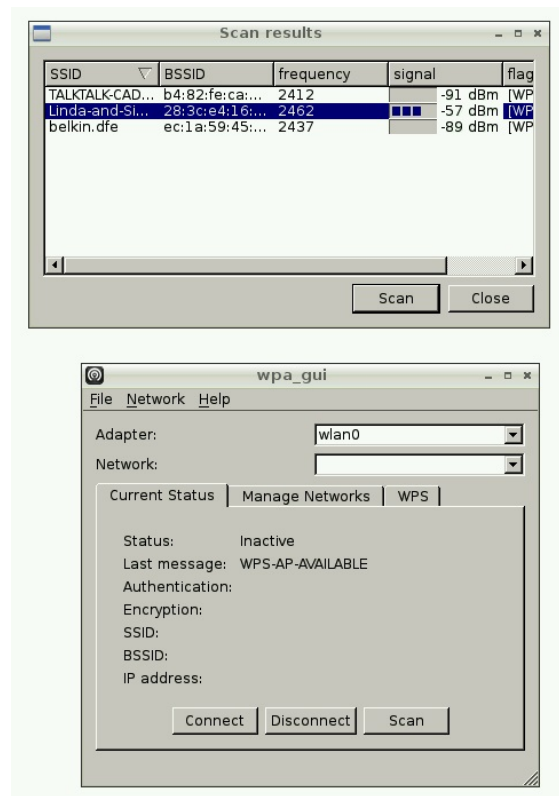 Scan results
SSID BSSID frequency signal flag
TALKTALK-CAD... b4:82:fe:ca:... 2412 -91 dBm [WP
Linda-and-Si... 28:3c:e4:16:... 2462 -57 dBm [WP
belkin.dfe ec:1a:59:45:... 2437 -89 dBm [WP
Scan Close
wpa_gui
File Network Help
Adapter: wlan0
Network:
Current Status Manage Networks WPS
Status: Inactive
Last message: WPS-AP-AVAILABLE
Authentication:
Encryption:
SSID:
BSSID:
IP address:
Connect Disconnect Scan